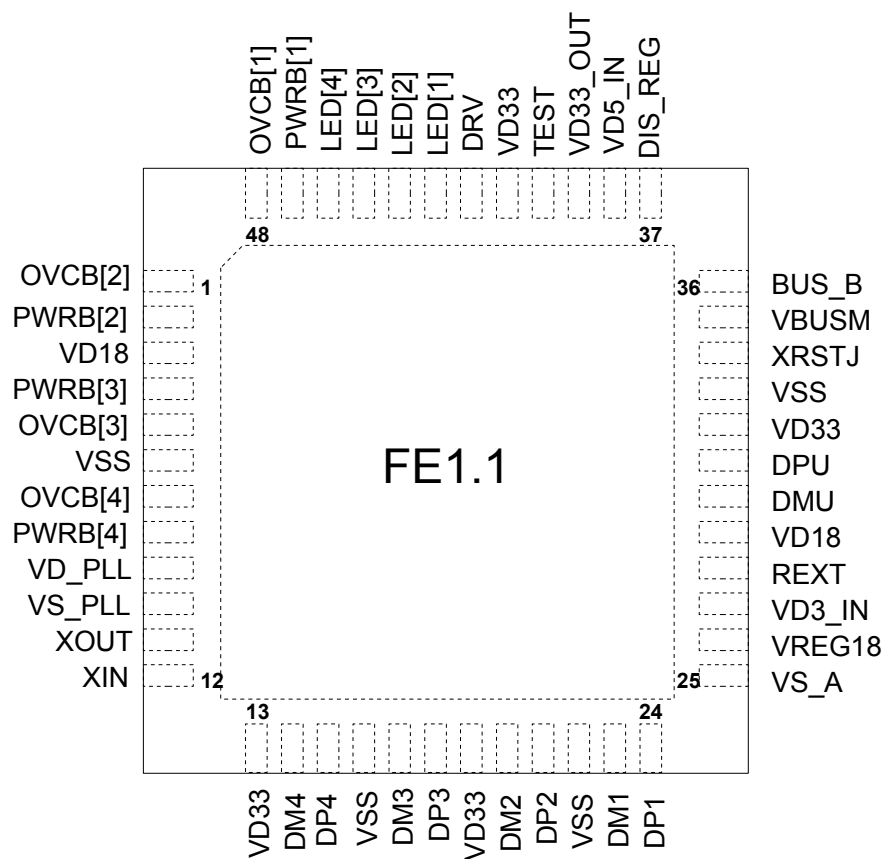 OVCB[1]
PWRB[1]
LED[4]
LED[3]
LED[2]
LED[1]
DRV
VD33
TEST
VD33_OUT
VD5_IN
DIS_REG
48
37
OVCB[2]
PWRB[2]
VD18
PWRB[3]
OVCB[3]
VSS
OVCB[4]
PWRB[4]
VD_PLL
VS_PLL
XOUT
XIN
1
12
FE1.1
36
25
BUS_B
VBUSM
XRSTJ
VSS
VD33
DPU
DMU
VD18
REXT
VD3_IN
VREG18
VS_A
13
24
VD33
DM4
DP4
VSS
DM3
DP3
VD33
DM2
DP2
VSS
DM1
DP1